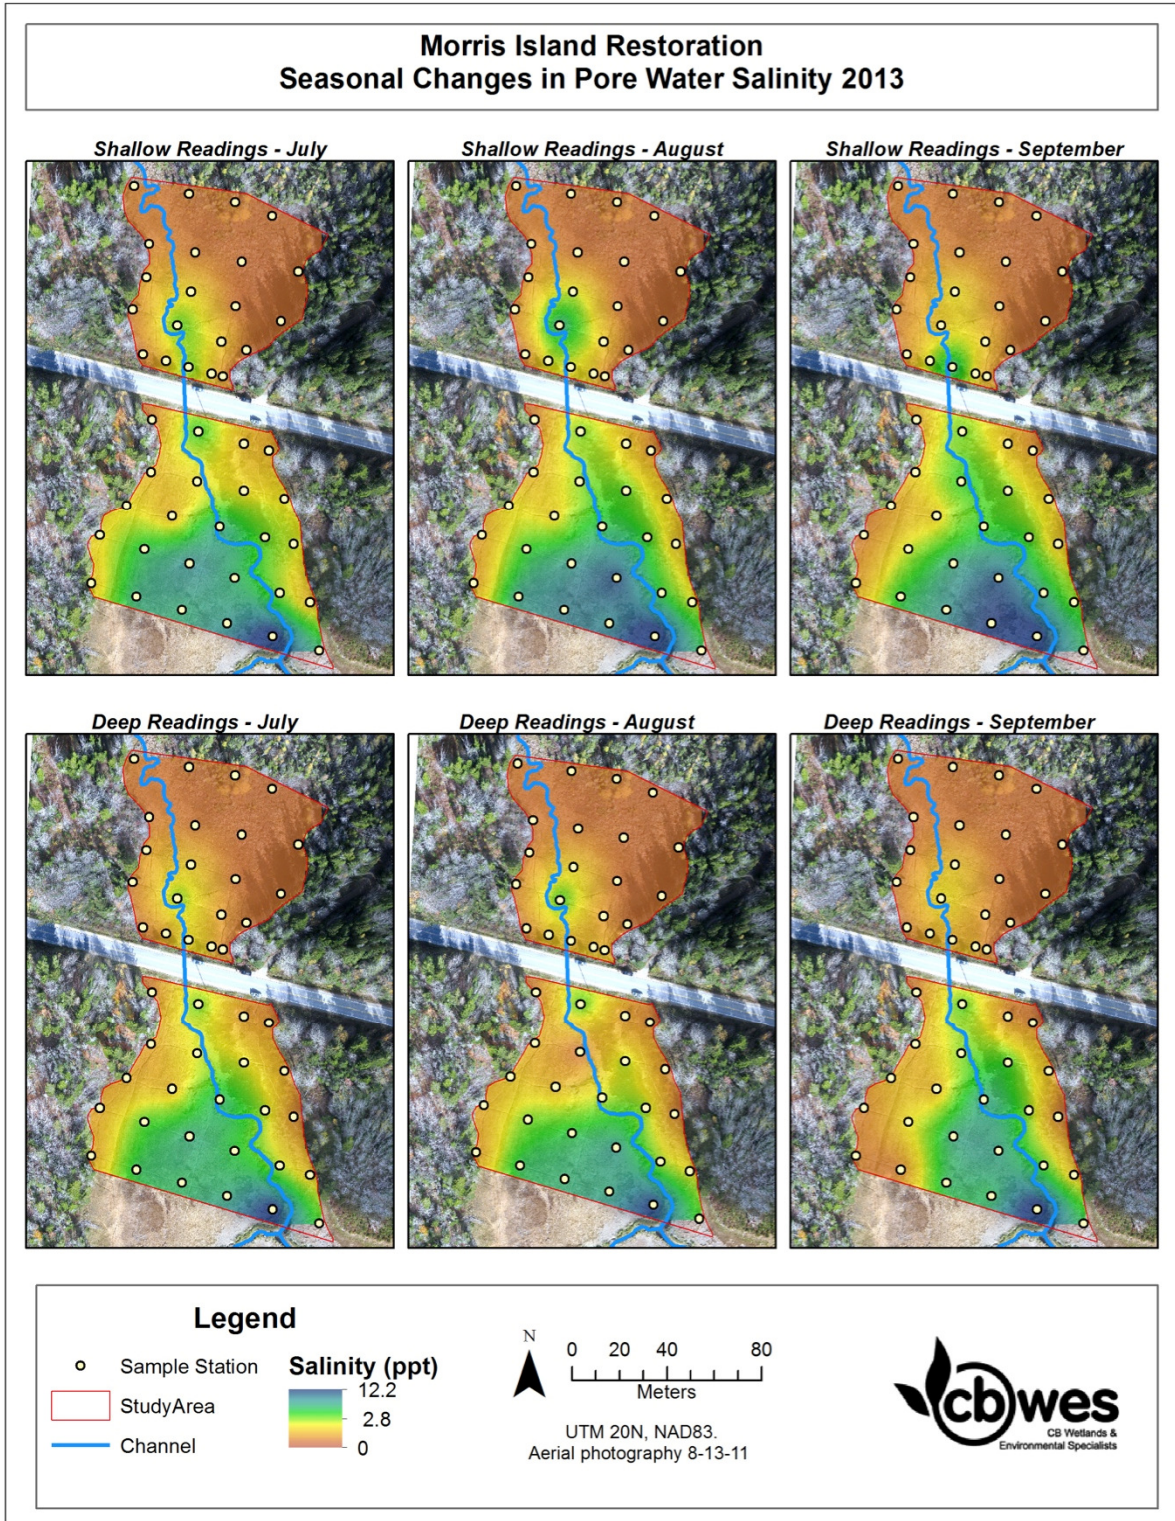 Morris Island Restoration
Seasonal Changes in Pore Water Salinity 2013
Shallow Readings - July
Shallow Readings - August
Shallow Readings - September
Deep Readings - July
Deep Readings - August
Deep Readings - September
Legend
Sample Station
StudyArea
Channel
Salinity (ppt)
12.2
2.8
0
N
0 20 40 80
Meters
UTM 20N, NAD83.
Aerial photography 8-13-11
cbwes
CB Wetlands &
Environmental Specialists